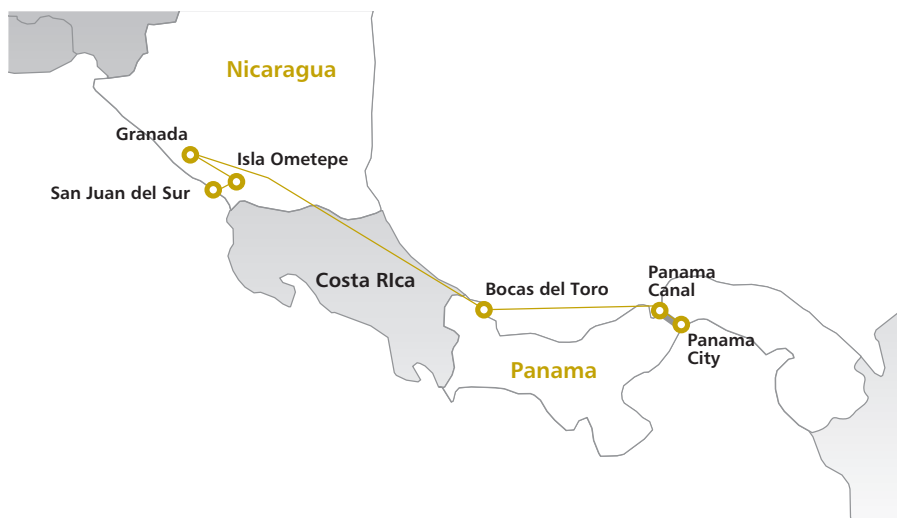 Nicaragua
Granada
Isla Ometepe
San Juan del Sur
Costa RIca
Bocas del Toro
Panama
Canal
Panama
City
Panama